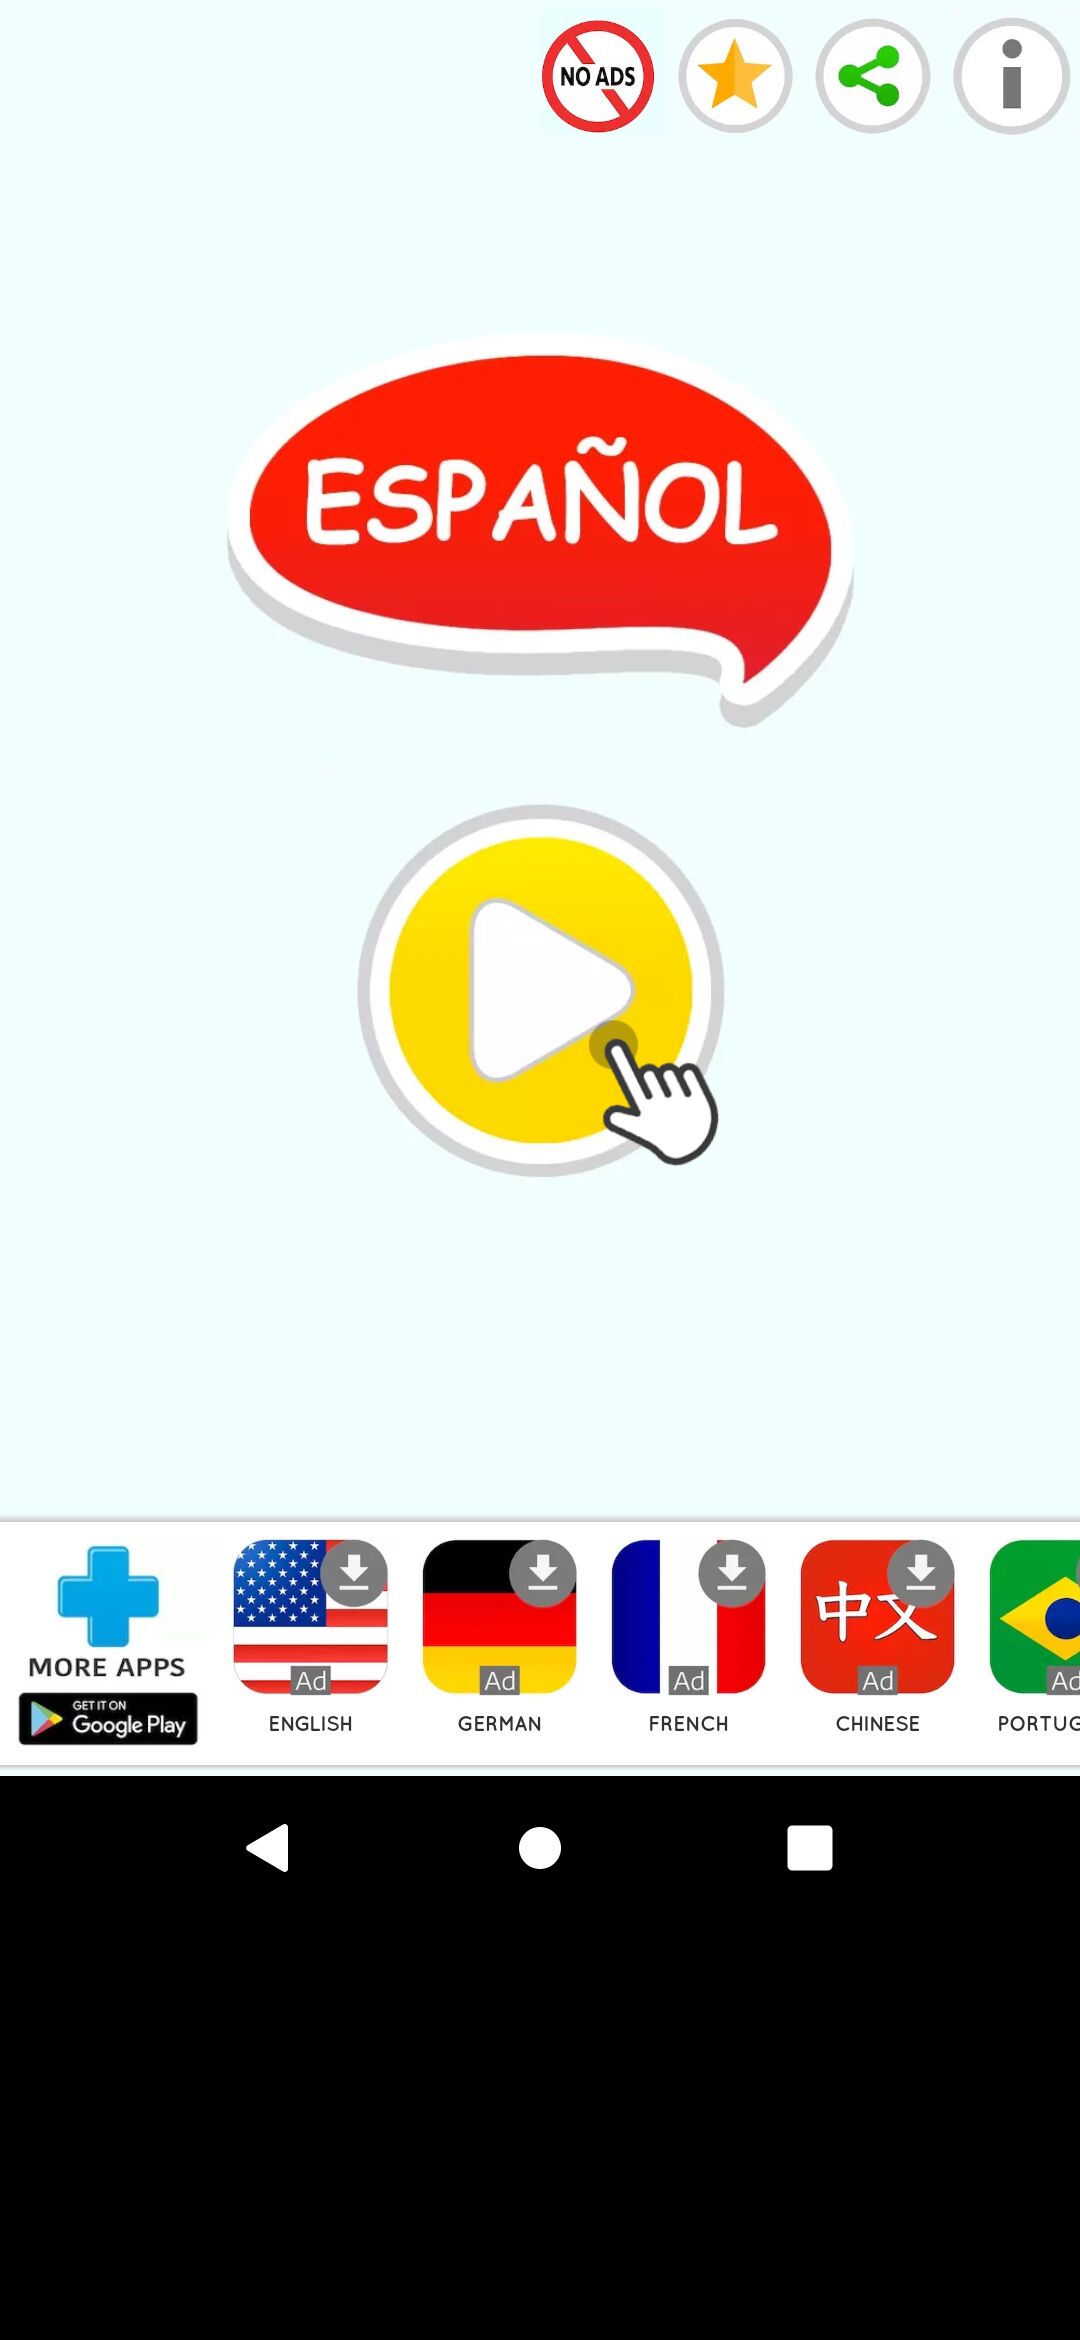 NO ADS
ESPAÑOL
MORE APPS
GET IT ON
Google Play
Ad
ENGLISH
Ad
GERMAN
Ad
FRENCH
中文
Ad
CHINESE
Ad
PORTUG